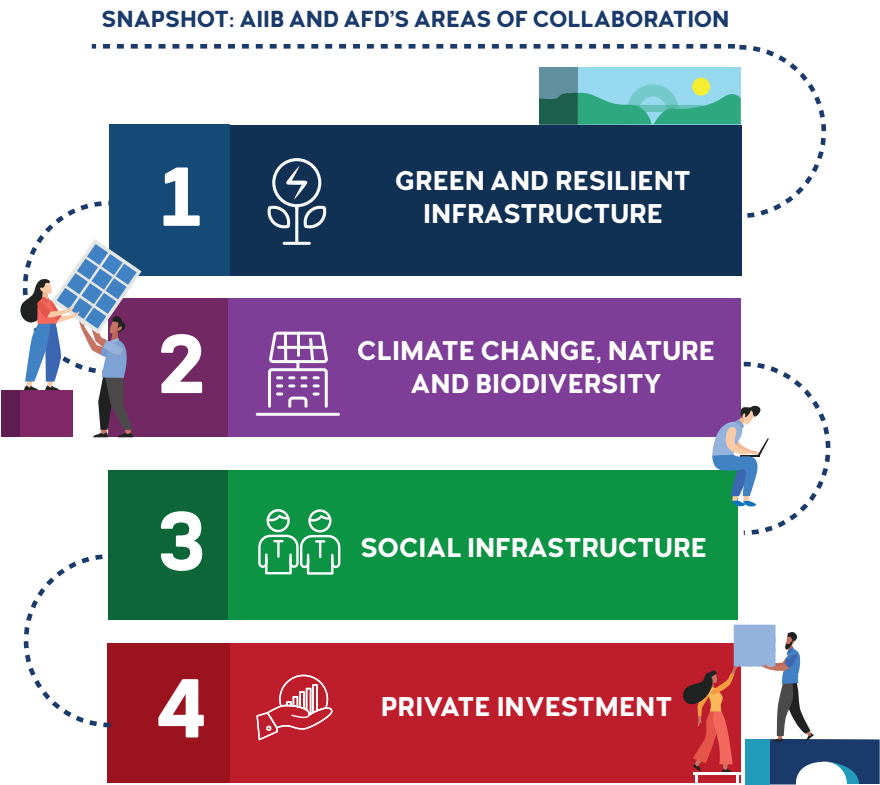 SNAPSHOT: AIIB AND AFD'S AREAS OF COLLABORATION
1
GREEN AND RESILIENT
INFRASTRUCTURE
2
CLIMATE CHANGE, NATURE
AND BIODIVERSITY
3
SOCIAL INFRASTRUCTURE
4
PRIVATE INVESTMENT